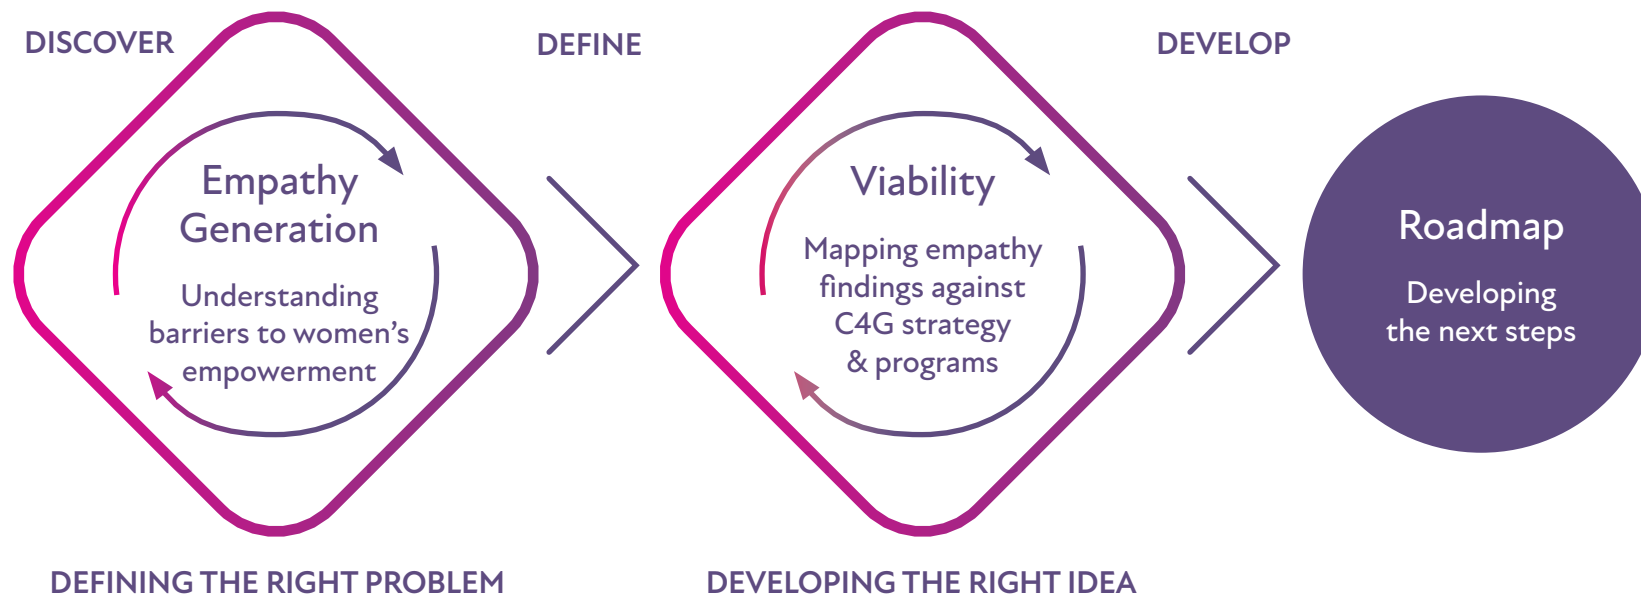 DISCOVER
DEFINE
DEVELOP
Empathy
Generation
Understanding
barriers to women’s
empowerment
Viability
Mapping empathy
findings against
C4G strategy
& programs
Roadmap
Developing
the next steps
DEFINING THE RIGHT PROBLEM
DEVELOPING THE RIGHT IDEA